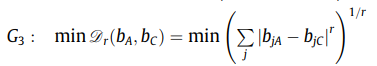 G₃ : min 𝒟ᵣ(b_A, b_C) = min (∑_j |b_jA − b_jC|^r)^1/r